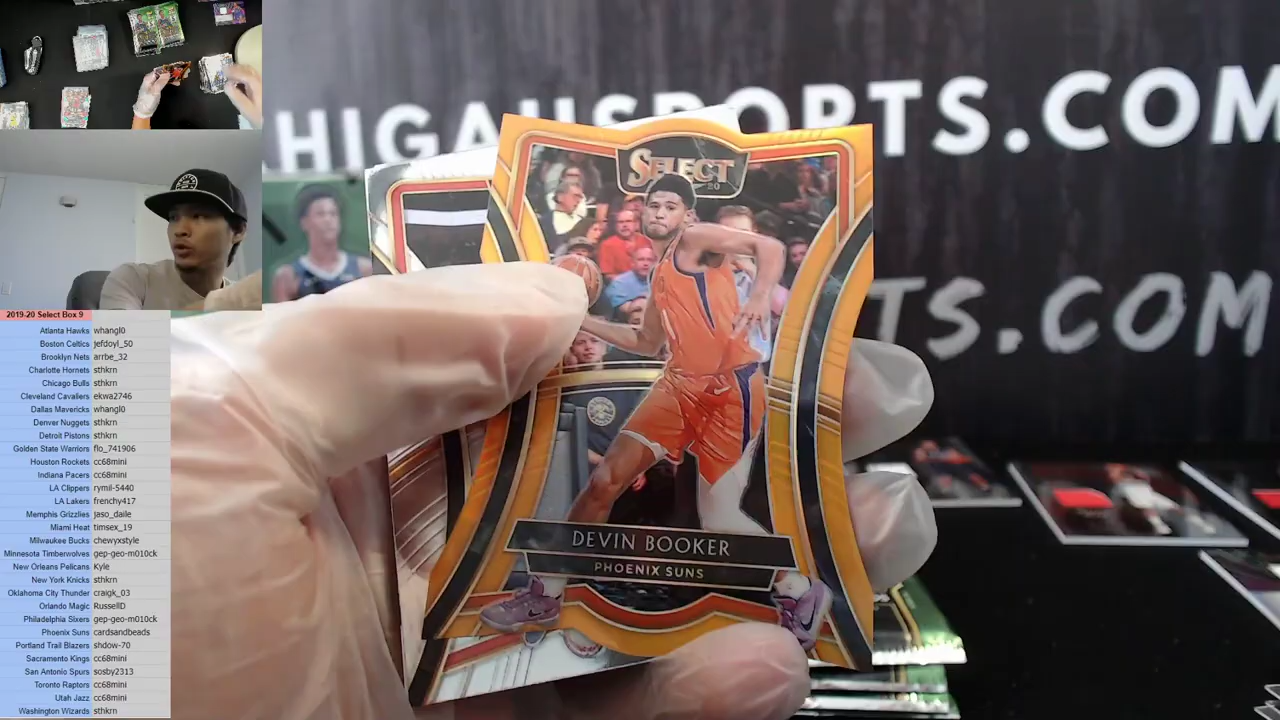 HIGAUSPORTS.COM
TS.COM
SELECT
20
DEVIN BOOKER
PHOENIX SUNS
2019-20 Select Box 9
Atlanta Hawks whangl0
Boston Celtics jefdoyl_50
Brooklyn Nets arrbe_32
Charlotte Hornets sthkrn
Chicago Bulls sthkrn
Cleveland Cavaliers ekwa2746
Dallas Mavericks whangl0
Denver Nuggets sthkrn
Detroit Pistons sthkrn
Golden State Warriors flo_741906
Houston Rockets cc68mini
Indiana Pacers cc68mini
LA Clippers rymil-5440
LA Lakers frenchy417
Memphis Grizzlies jaso_daile
Miami Heat timsex_19
Milwaukee Bucks chewyxstyle
Minnesota Timberwolves gep-geo-m010ck
New Orleans Pelicans Kyle
New York Knicks sthkrn
Oklahoma City Thunder craigk_03
Orlando Magic RussellD
Philadelphia Sixers gep-geo-m010ck
Phoenix Suns cardsandbeads
Portland Trail Blazers shdow-70
Sacramento Kings cc68mini
San Antonio Spurs sosby2313
Toronto Raptors cc68mini
Utah Jazz cc68mini
Washington Wizards sthkrn